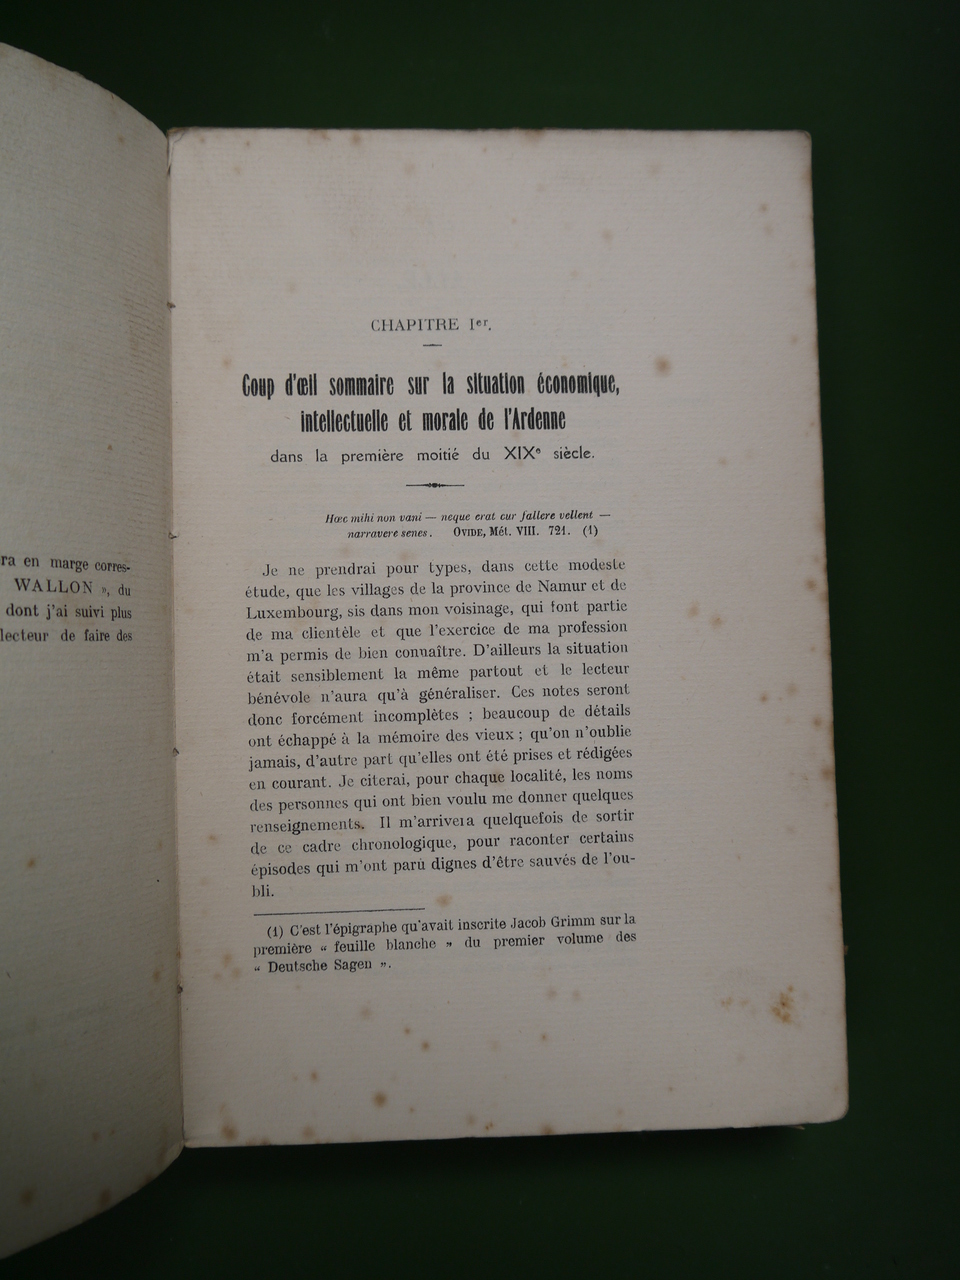 ra en marge corres-
WALLON », du
dont j'ai suivi plus
lecteur de faire des
CHAPITRE Ier.
Coup d'œil sommaire sur la situation économique,
intellectuelle et morale de l'Ardenne
dans la première moitié du XIXe siècle.
Hœc mihi non vani — neque erat cur fallere vellent —
narravere senes. OVIDE, Mét. VIII. 721. (1)
Je ne prendrai pour types, dans cette modeste
étude, que les villages de la province de Namur et de
Luxembourg, sis dans mon voisinage, qui font partie
de ma clientèle et que l'exercice de ma profession
m'a permis de bien connaître. D'ailleurs la situation
était sensiblement la même partout et le lecteur
bénévole n'aura qu'à généraliser. Ces notes seront
donc forcément incomplètes ; beaucoup de détails
ont échappé à la mémoire des vieux ; qu'on n'oublie
jamais, d'autre part qu'elles ont été prises et rédigées
en courant. Je citerai, pour chaque localité, les noms
des personnes qui ont bien voulu me donner quelques
renseignements. Il m'arrivera quelquefois de sortir
de ce cadre chronologique, pour raconter certains
épisodes qui m'ont paru dignes d'être sauvés de l'ou-
bli.
(1) C'est l'épigraphe qu'avait inscrite Jacob Grimm sur la
première « feuille blanche » du premier volume des
« Deutsche Sagen ».